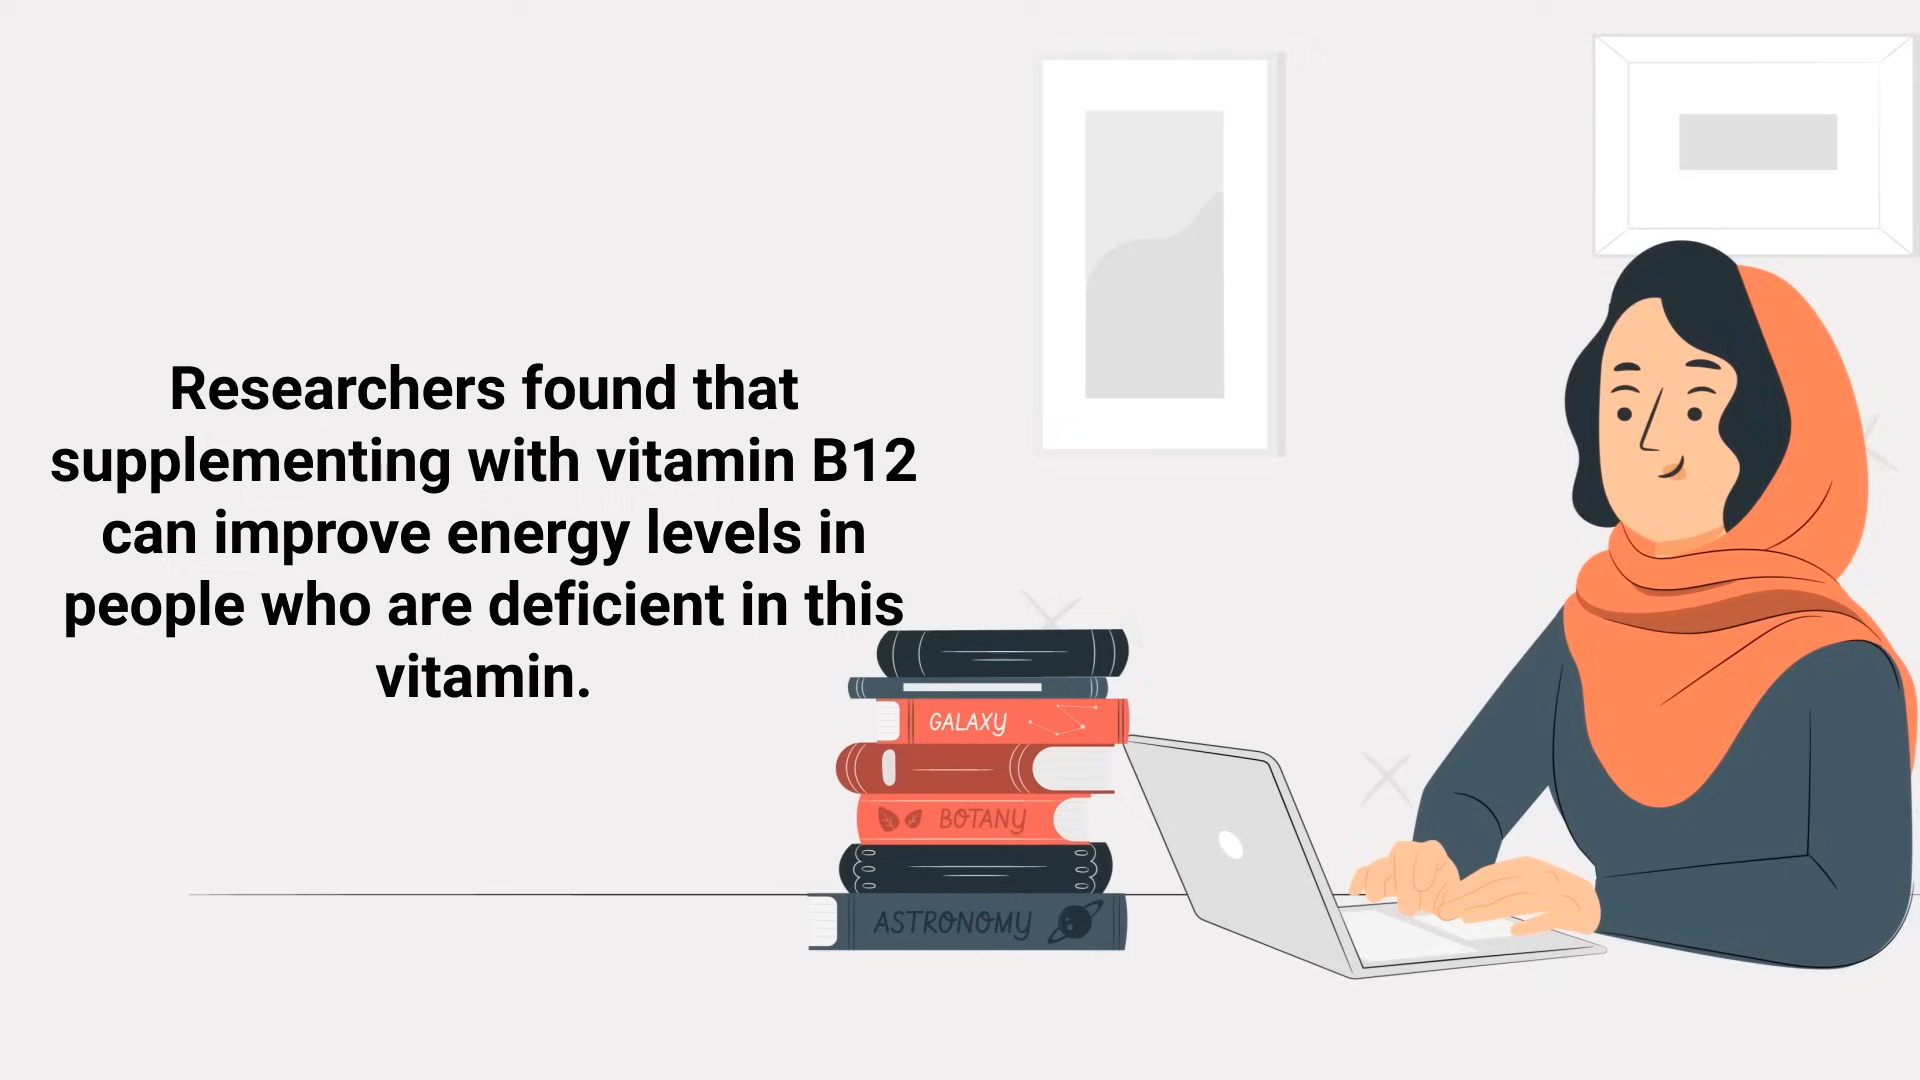 Researchers found that
supplementing with vitamin B12
can improve energy levels in
people who are deficient in this
vitamin.
GALAXY
BOTANY
ASTRONOMY